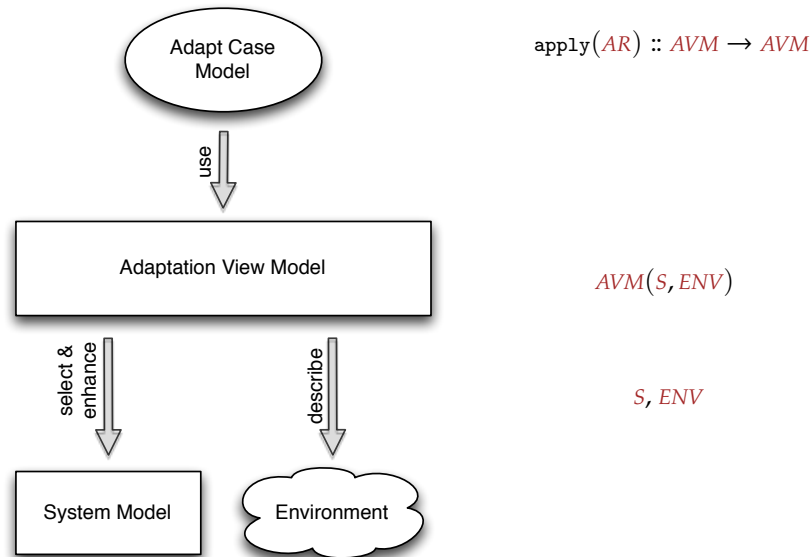 Adapt Case
Model
apply(AR) :: AVM → AVM
use
Adaptation View Model
AVM(S, ENV)
select &
enhance
describe
S, ENV
System Model
Environment